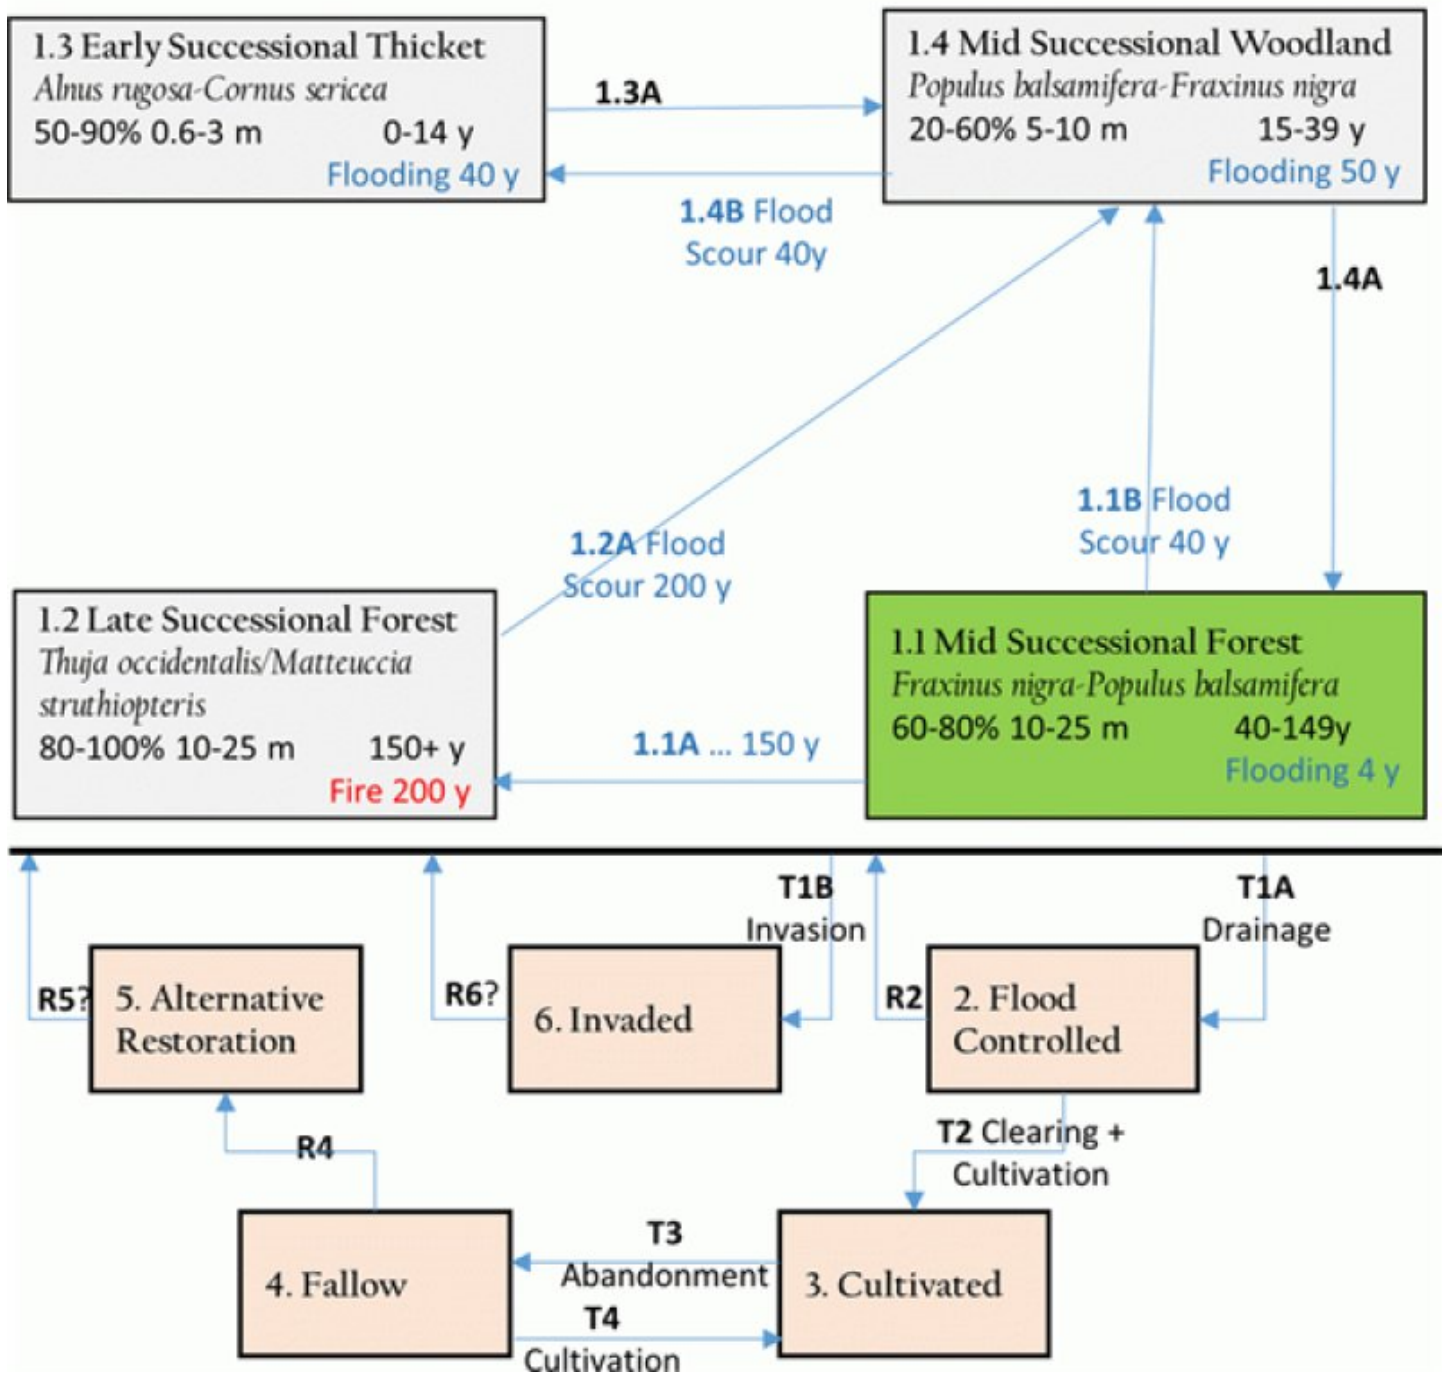 1.3 Early Successional Thicket
Alnus rugosa-Cornus sericea
50-90% 0.6-3 m 0-14 y
Flooding 40 y
1.3A
1.4B Flood
Scour 40y
1.4 Mid Successional Woodland
Populus balsamifera-Fraxinus nigra
20-60% 5-10 m 15-39 y
Flooding 50 y
1.4A
1.2A Flood
Scour 200 y
1.1B Flood
Scour 40 y
1.2 Late Successional Forest
Thuja occidentalis/Matteuccia
struthiopteris
80-100% 10-25 m 150+ y
Fire 200 y
1.1A ... 150 y
1.1 Mid Successional Forest
Fraxinus nigra-Populus balsamifera
60-80% 10-25 m 40-149y
Flooding 4 y
T1B
Invasion
T1A
Drainage
R5?
5. Alternative
Restoration
R6?
6. Invaded
R2
2. Flood
Controlled
R4
T2 Clearing +
Cultivation
4. Fallow
T3
Abandonment
T4
Cultivation
3. Cultivated